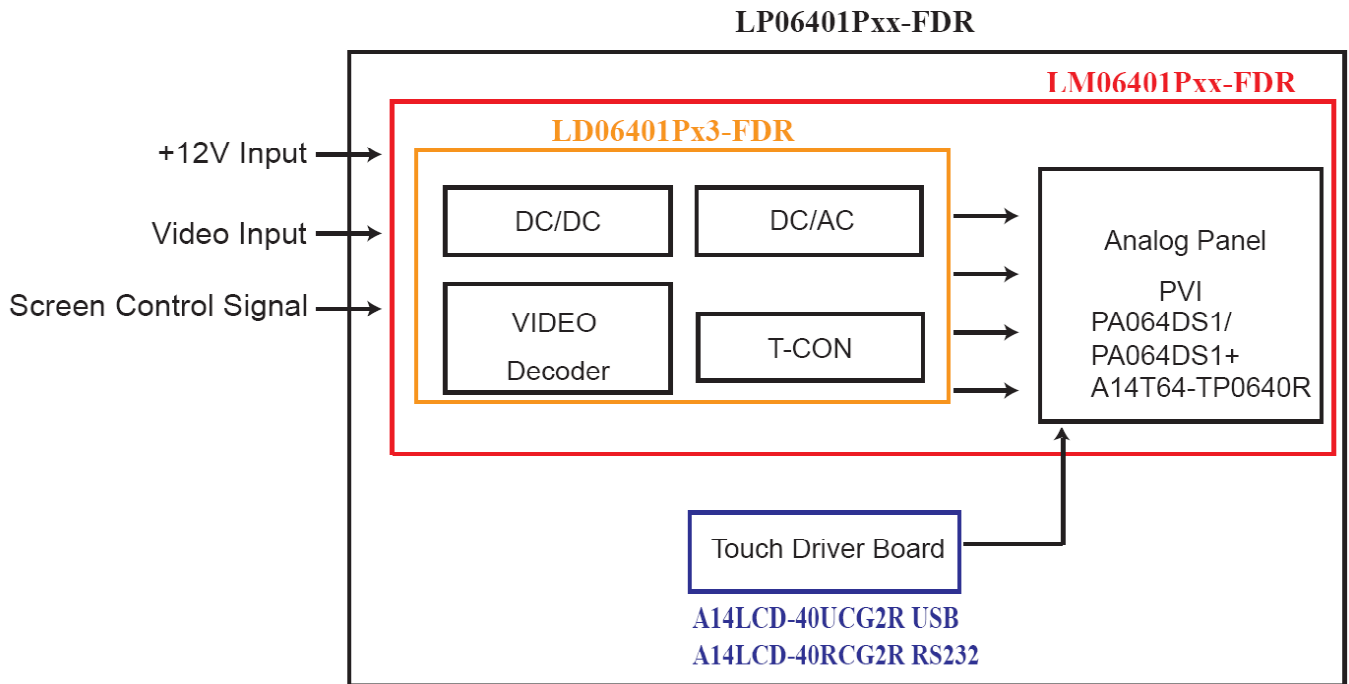 LP06401Pxx-FDR
LM06401Pxx-FDR
LD06401Px3-FDR
+12V Input
Video Input
Screen Control Signal
DC/DC
DC/AC
VIDEO
Decoder
T-CON
Analog Panel
PVI
PA064DS1/
PA064DS1+
A14T64-TP0640R
Touch Driver Board
A14LCD-40UCG2R USB
A14LCD-40RCG2R RS232